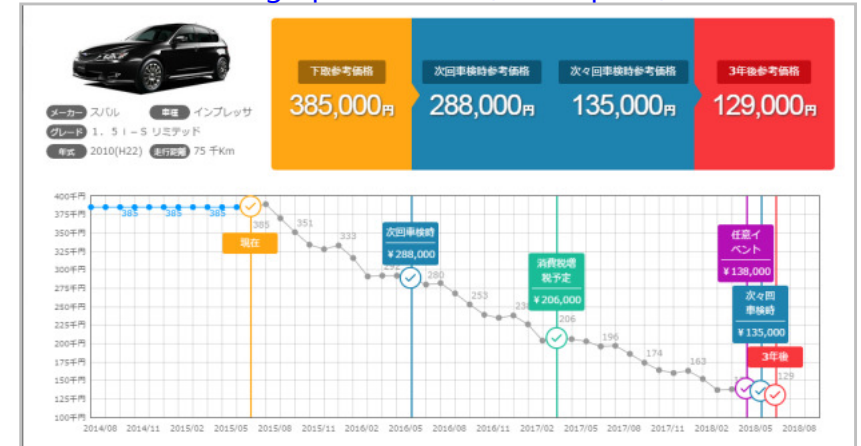 下取参考価格
次回車検時参考価格
次々回車検時参考価格
3年後参考価格
385,000円
288,000円
135,000円
129,000円
メーカー スバル 車種 インプレッサ
グレード 1．5ｉ－Ｓ リミテッド
年式 2010(H22) 走行距離 75 千Km
400千円
375千円
350千円
325千円
300千円
275千円
250千円
225千円
200千円
175千円
150千円
125千円
100千円
385
385
385
385
現在
351
333
次回車検時
¥288,000
280
253
消費税増
税予定
¥206,000
206
196
174
163
任意イ
ベント
¥138,000
次々回
車検時
¥135,000
3年後
129
2014/08 2014/11 2015/02 2015/05 2015/08 2015/11 2016/02 2016/05 2016/08 2016/11 2017/02 2017/05 2017/08 2017/11 2018/02 2018/05 2018/08